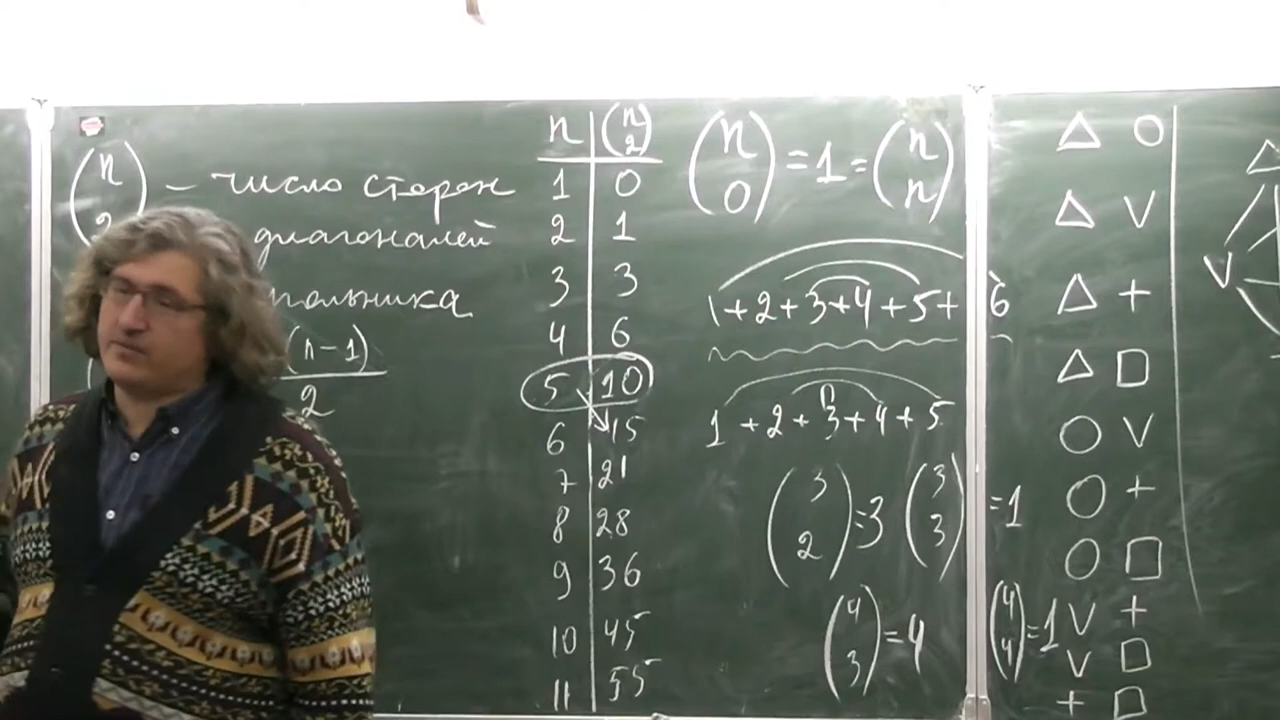 (n 2) – число сторон
диагоналей
(n-1)
2
n | (n 2)
1 | 0
2 | 1
3 | 3
4 | 6
5 | 10
6 | 15
7 | 21
8 | 28
9 | 36
10 | 45
11 | 55
(n 0) = 1 = (n n)
1+2+3+4+5+6
1+2+3+4+5
(3 2) = 3 (3 3) = 1
(4 3) = 4 (4 4) = 1
△ ○
△ V
△ +
△ □
○ V
○ +
○ □
V +
V □
+ □
△
V